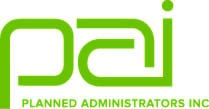 pai
PLANNED ADMINISTRATORS INC